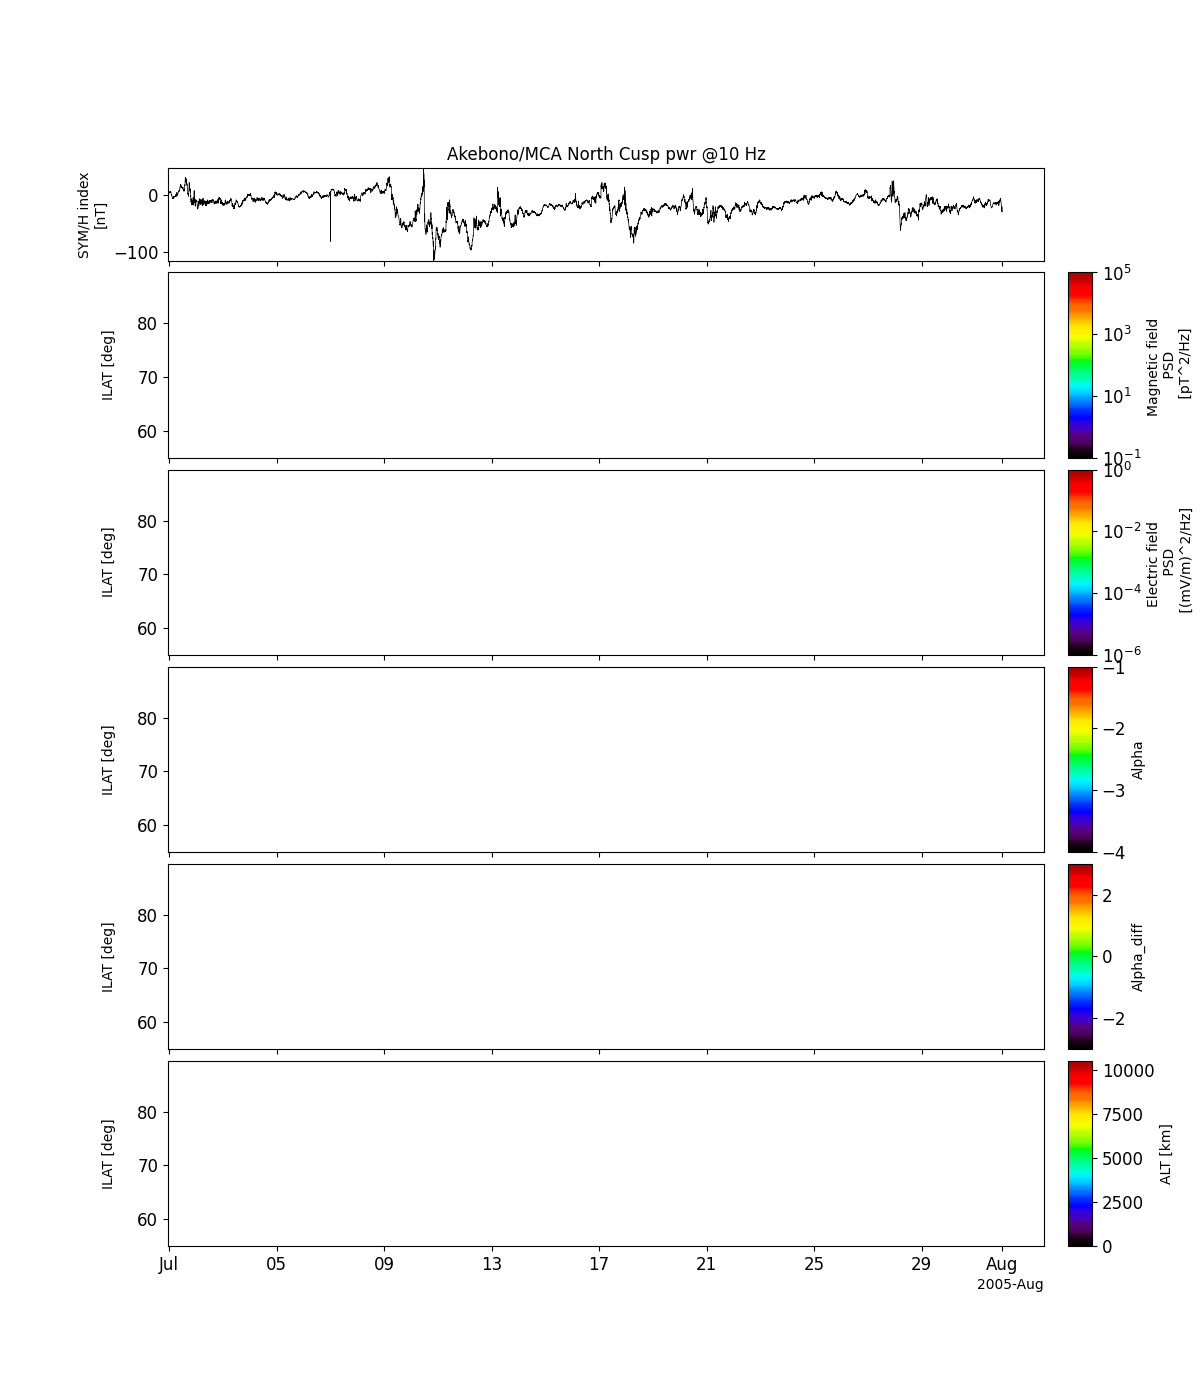 Akebono/MCA North Cusp pwr @10 Hz
SYM/H index
[nT]
0
−100
ILAT [deg]
80
70
60
10^5
10^3
10^1
10^−1
Magnetic field
PSD
[pT^2/Hz]
ILAT [deg]
80
70
60
10^0
10^−2
10^−4
10^−6
Electric field
PSD
[(mV/m)^2/Hz]
ILAT [deg]
80
70
60
−1
−2
−3
−4
Alpha
ILAT [deg]
80
70
60
2
0
−2
Alpha_diff
ILAT [deg]
80
70
60
10000
7500
5000
2500
0
ALT [km]
Jul 05 09 13 17 21 25 29 Aug
2005-Aug